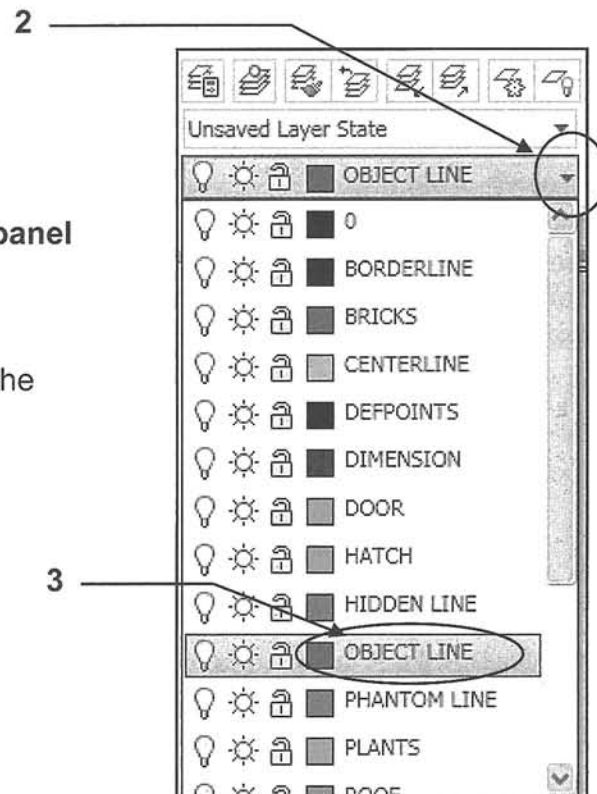 2
Unsaved Layer State
OBJECT LINE
0
panel
BORDERLINE
BRICKS
he
CENTERLINE
DEFPOINTS
DIMENSION
DOOR
HATCH
3
HIDDEN LINE
OBJECT LINE
PHANTOM LINE
PLANTS
ROOF